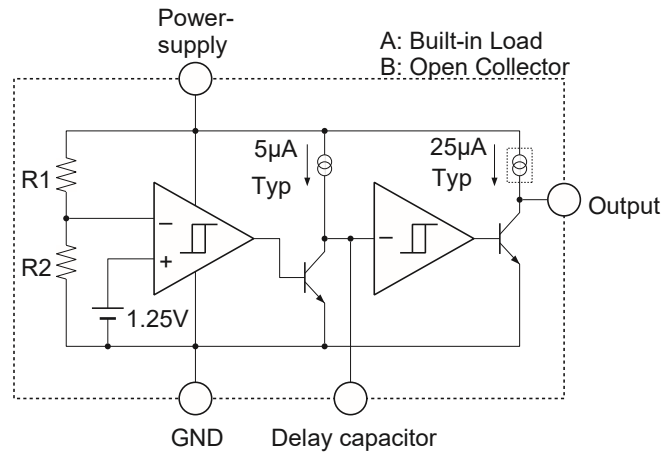 Power-
supply
A: Built-in Load
B: Open Collector
5µA
Typ
25µA
Typ
R1
R2
−
+
−
1.25V
Output
GND
Delay capacitor